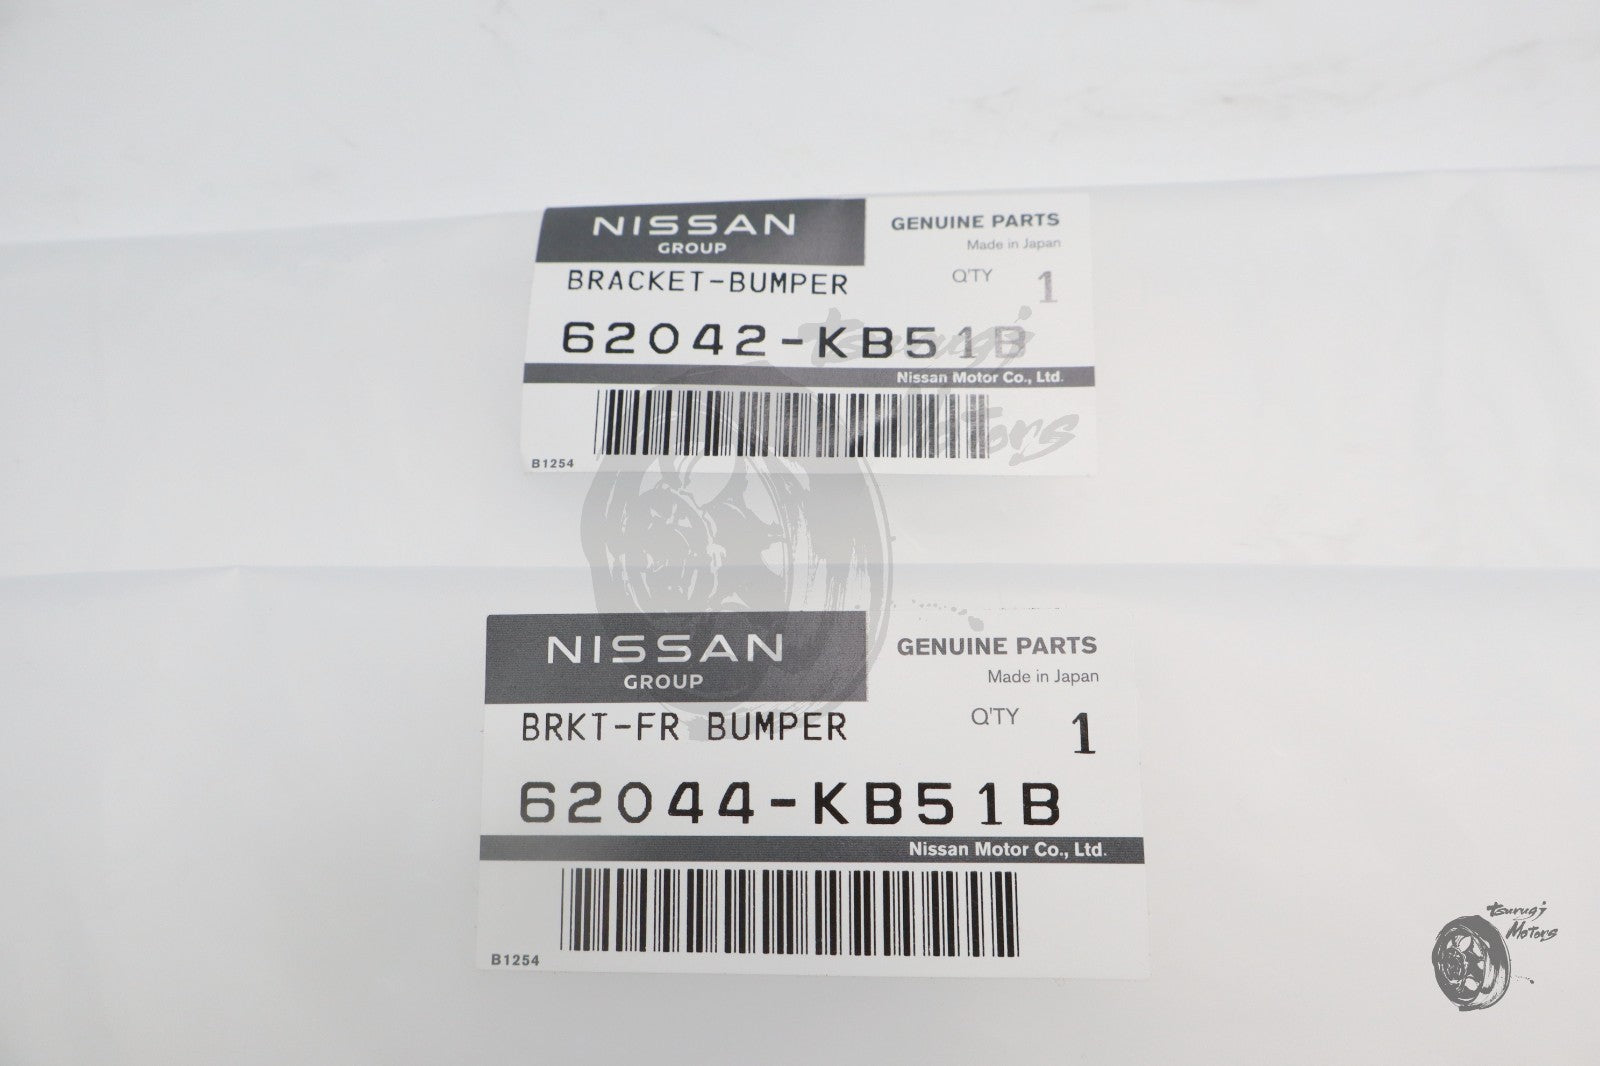 NISSAN
GROUP
GENUINE PARTS
Made in Japan
BRACKET-BUMPER
Q'TY 1
62042-KB51B
Nissan Motor Co., Ltd.
B1254
tsurugi
Motors
NISSAN
GROUP
GENUINE PARTS
Made in Japan
BRKT-FR BUMPER
Q'TY 1
62044-KB51B
Nissan Motor Co., Ltd.
B1254
tsurugi
Motors